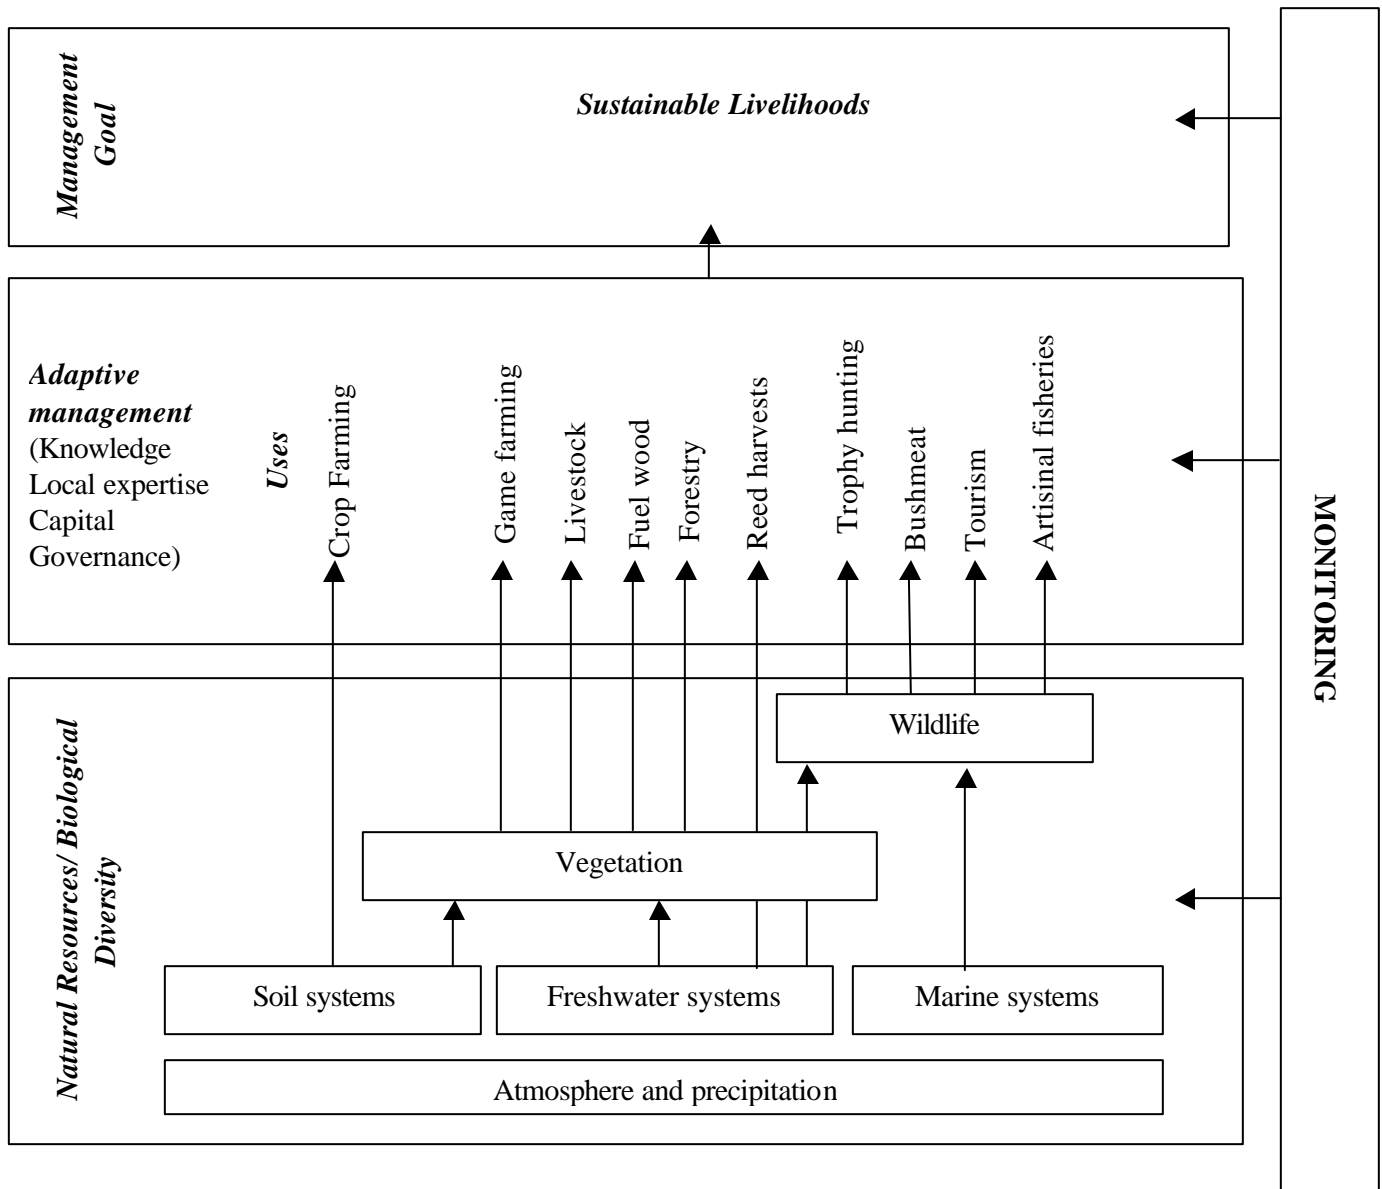 Management
Goal
Sustainable Livelihoods
Adaptive
management
(Knowledge
Local expertise
Capital
Governance)
Uses
Crop Farming
Game farming
Livestock
Fuel wood
Forestry
Reed harvests
Trophy hunting
Bushmeat
Tourism
Artisinal fisheries
MONITORING
Natural Resources/ Biological
Diversity
Wildlife
Vegetation
Soil systems
Freshwater systems
Marine systems
Atmosphere and precipitation